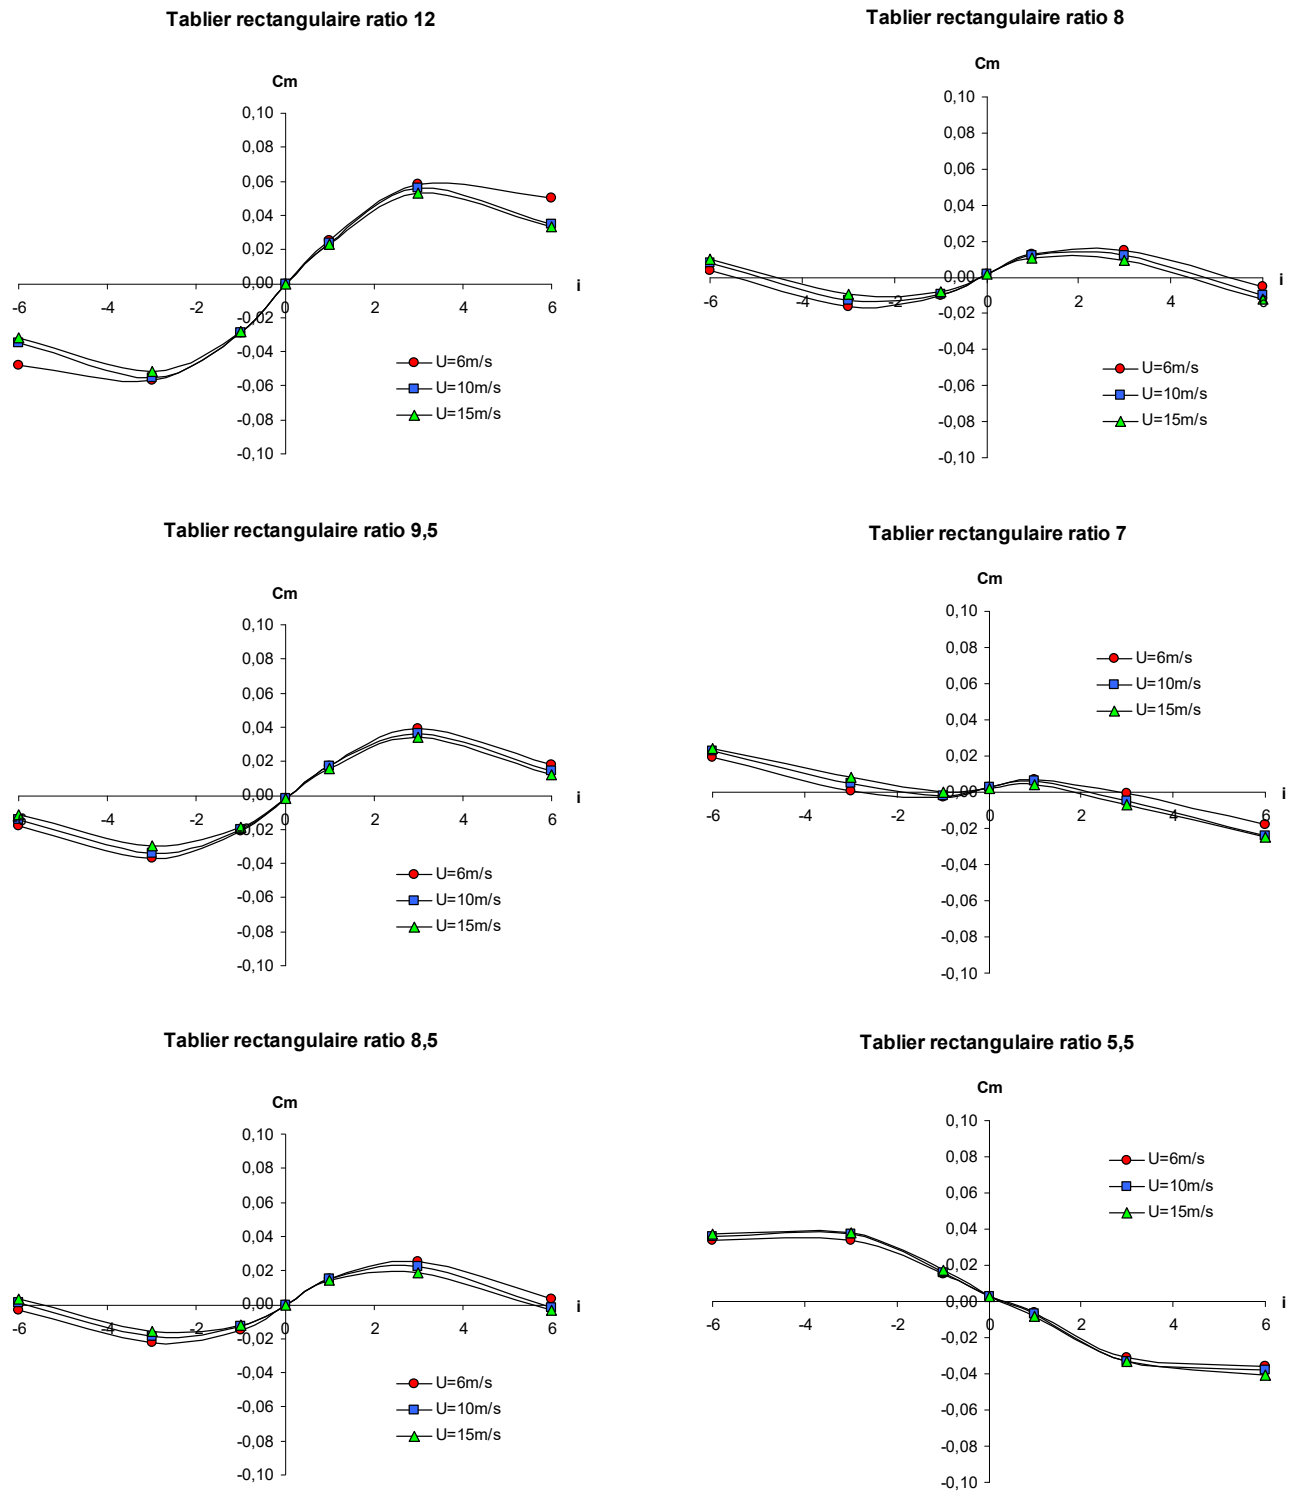 Tablier rectangulaire ratio 12
Cm
0,10
0,08
0,06
0,04
0,02
0,00
-0,02
-0,04
-0,06
-0,08
-0,10
-6 -4 -2 0 2 4 6
i
U=6m/s
U=10m/s
U=15m/s
Tablier rectangulaire ratio 8
Cm
0,10
0,08
0,06
0,04
0,02
0,00
-0,02
-0,04
-0,06
-0,08
-0,10
-6 -4 -2 0 2 4 6
i
U=6m/s
U=10m/s
U=15m/s
Tablier rectangulaire ratio 9,5
Cm
0,10
0,08
0,06
0,04
0,02
0,00
-0,02
-0,04
-0,06
-0,08
-0,10
-6 -4 -2 0 2 4 6
i
U=6m/s
U=10m/s
U=15m/s
Tablier rectangulaire ratio 7
Cm
0,10
0,08
0,06
0,04
0,02
0,00
-0,02
-0,04
-0,06
-0,08
-0,10
-6 -4 -2 0 2 4 6
i
U=6m/s
U=10m/s
U=15m/s
Tablier rectangulaire ratio 8,5
Cm
0,10
0,08
0,06
0,04
0,02
0,00
-0,02
-0,04
-0,06
-0,08
-0,10
-6 -4 -2 0 2 4 6
i
U=6m/s
U=10m/s
U=15m/s
Tablier rectangulaire ratio 5,5
Cm
0,10
0,08
0,06
0,04
0,02
0,00
-0,02
-0,04
-0,06
-0,08
-0,10
-6 -4 -2 0 2 4 6
i
U=6m/s
U=10m/s
U=15m/s